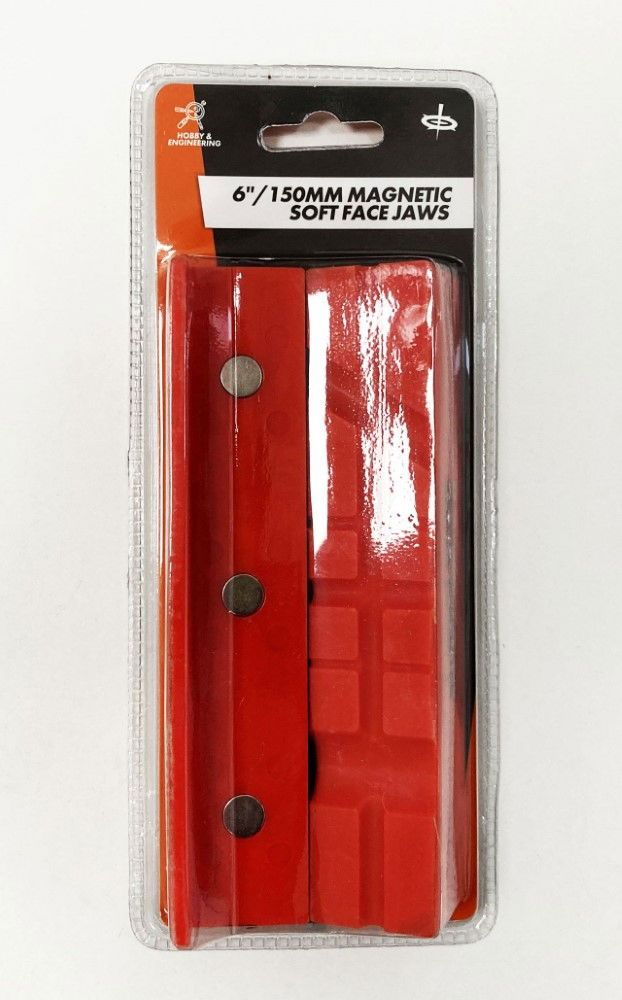 HOBBY &
ENGINEERING
6"/150MM MAGNETIC
SOFT FACE JAWS